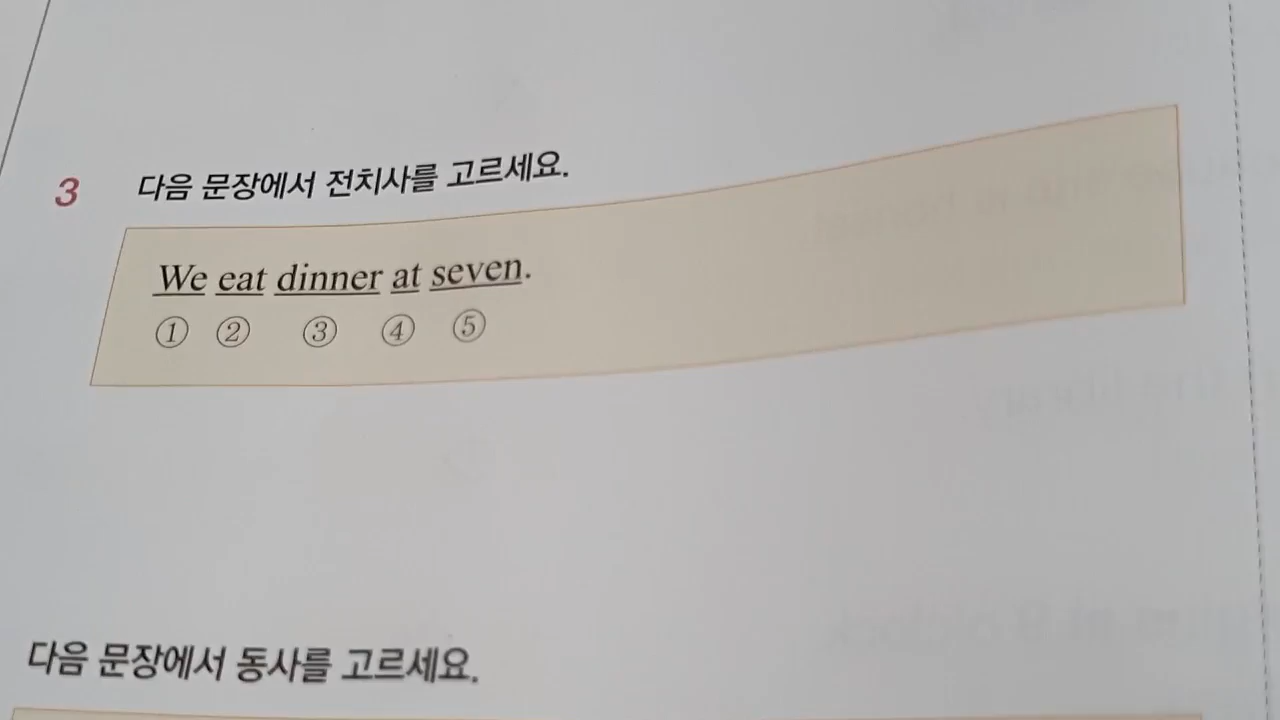 3 다음 문장에서 전치사를 고르세요.
We eat dinner at seven.
① ② ③ ④ ⑤
다음 문장에서 동사를 고르세요.